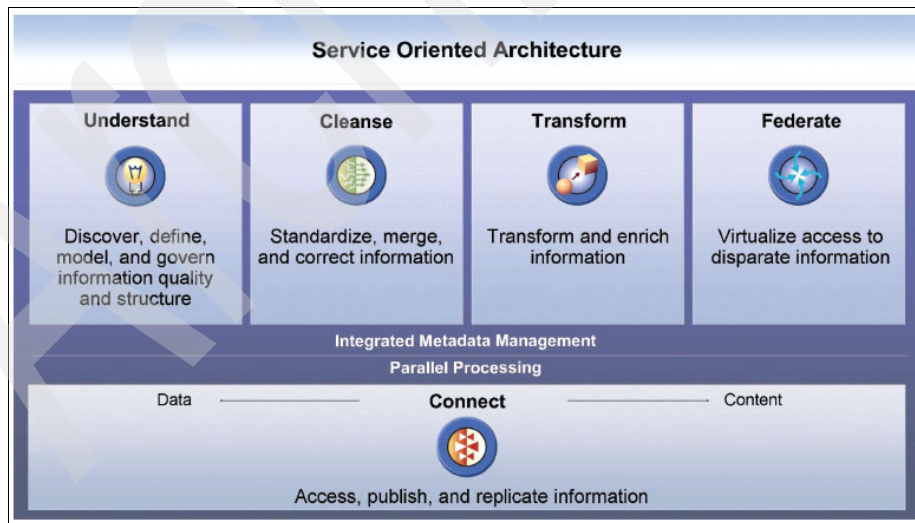 Service Oriented Architecture
Understand
Discover, define,
model, and govern
information quality
and structure
Cleanse
Standardize, merge,
and correct information
Transform
Transform and enrich
information
Federate
Virtualize access to
disparate information
Integrated Metadata Management
Parallel Processing
Data
Connect
Content
Access, publish, and replicate information